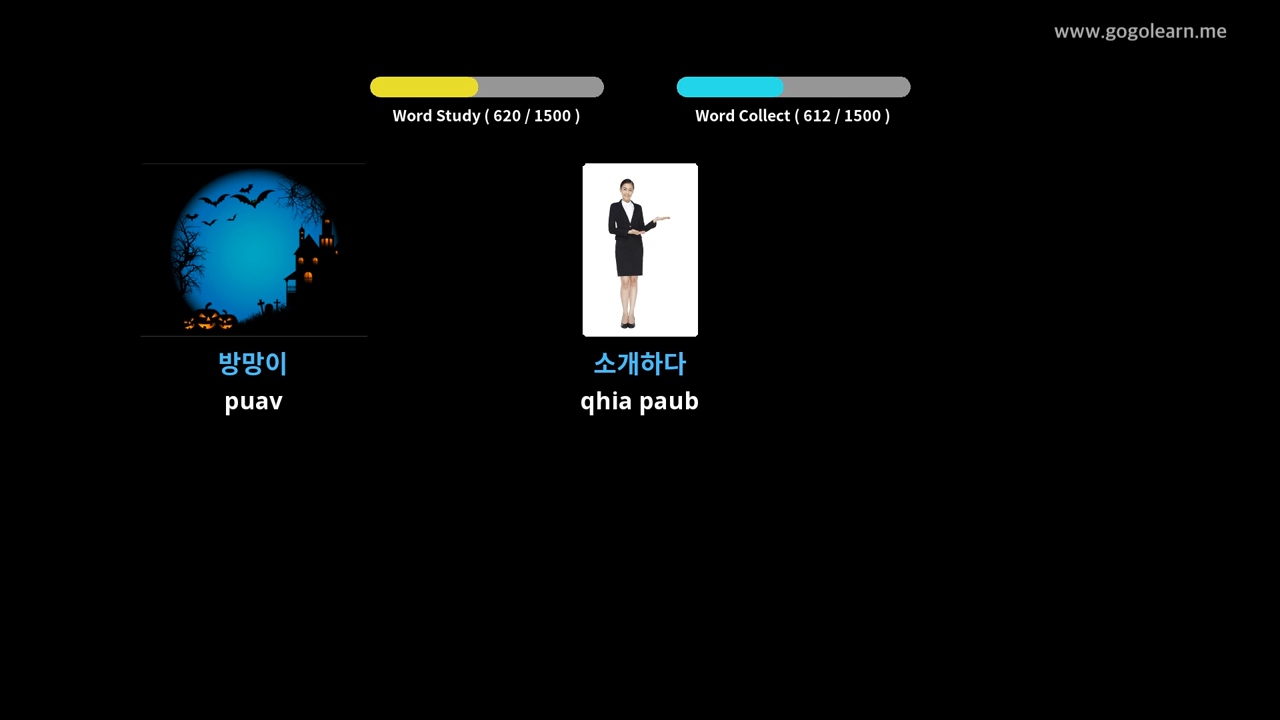 www.gogolearn.me
Word Study ( 620 / 1500 )
Word Collect ( 612 / 1500 )
방망이
puav
소개하다
qhia paub